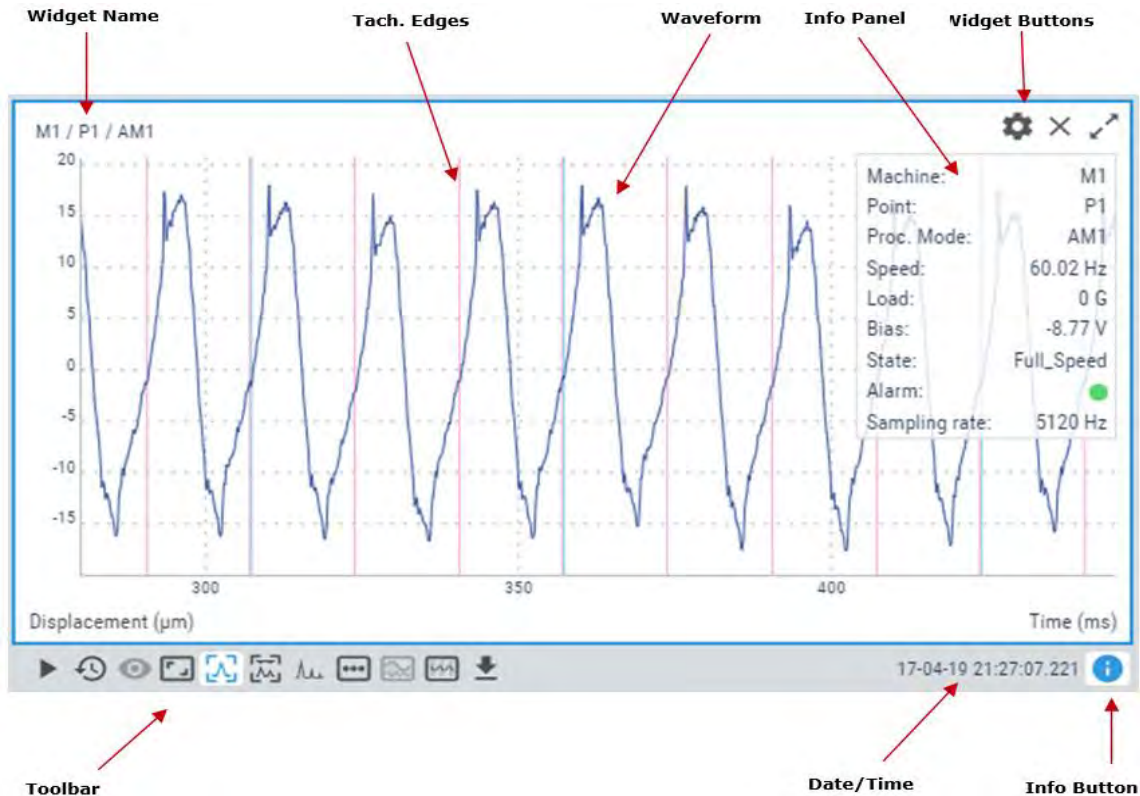 Widget Name
Tach. Edges
Waveform
Info Panel
Vidget Buttons
M1 / P1 / AM1
20
15
10
5
0
-5
-10
-15
Machine: M1
Point: P1
Proc. Mode: AM1
Speed: 60.02 Hz
Load: 0 G
Bias: -8.77 V
State: Full_Speed
Alarm:
Sampling rate: 5120 Hz
300 350 400
Displacement (µm) Time (ms)
17-04-19 21:27:07.221
Toolbar
Date/Time
Info Button